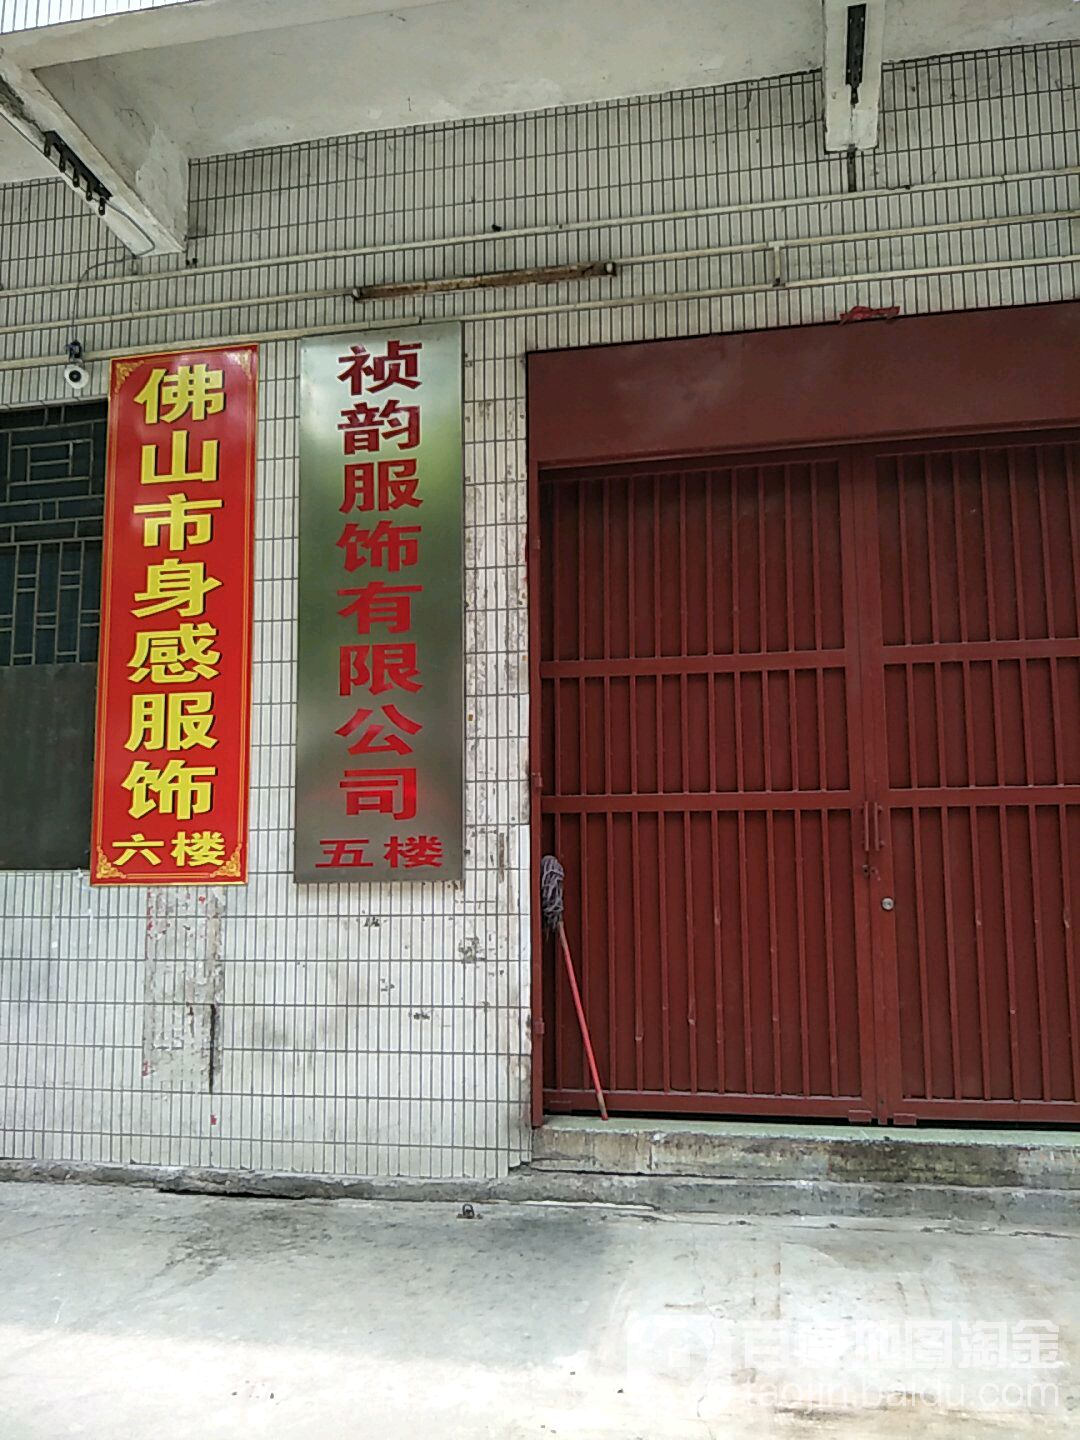 佛山市身感服饰
六楼
祯韵服饰有限公司
五楼
百度地图淘金
taojin.baidu.com